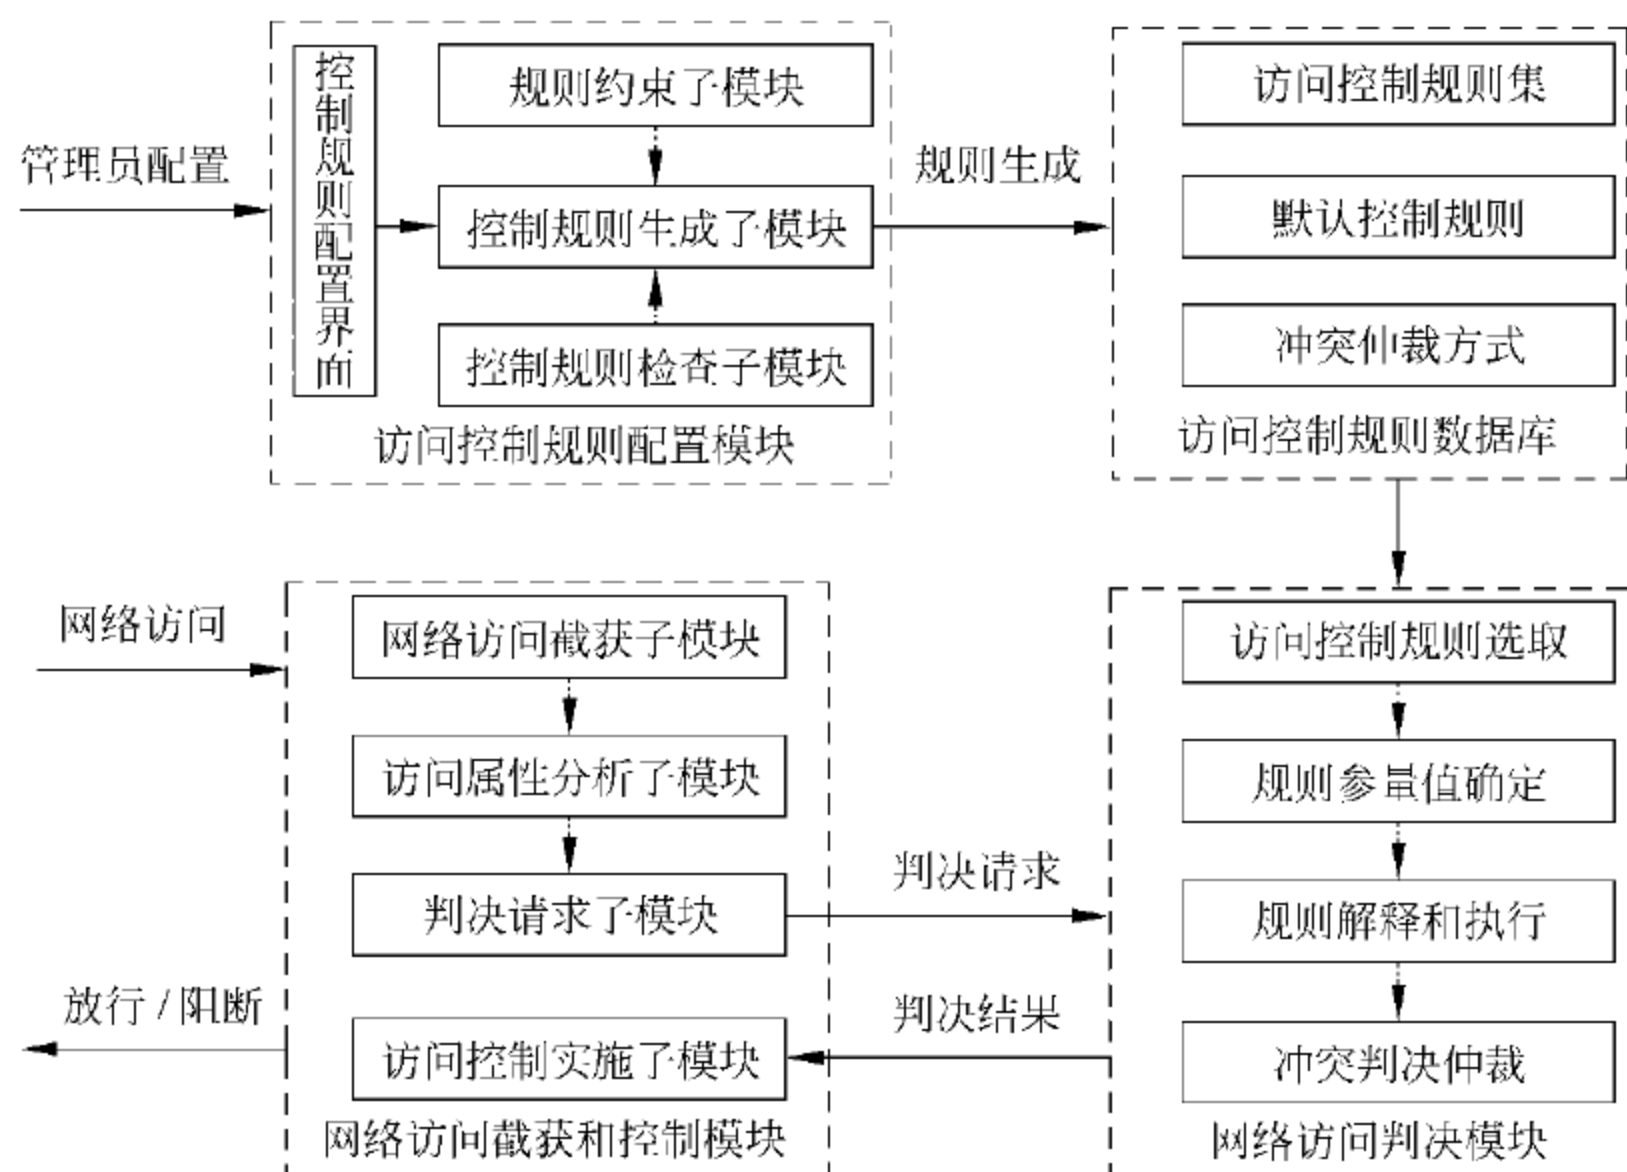 管理员配置
控制规则配置界面
规则约束子模块
控制规则生成子模块
控制规则检查子模块
访问控制规则配置模块
规则生成
访问控制规则集
默认控制规则
冲突仲裁方式
访问控制规则数据库
网络访问
网络访问截获子模块
访问属性分析子模块
判决请求子模块
访问控制实施子模块
网络访问截获和控制模块
放行/阻断
判决请求
判决结果
访问控制规则选取
规则参量值确定
规则解释和执行
冲突判决仲裁
网络访问判决模块